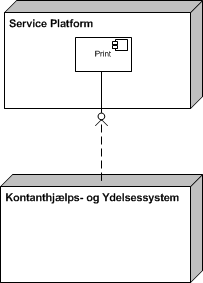 Service Platform
Print
Kontanthjælps- og Ydelsessystem